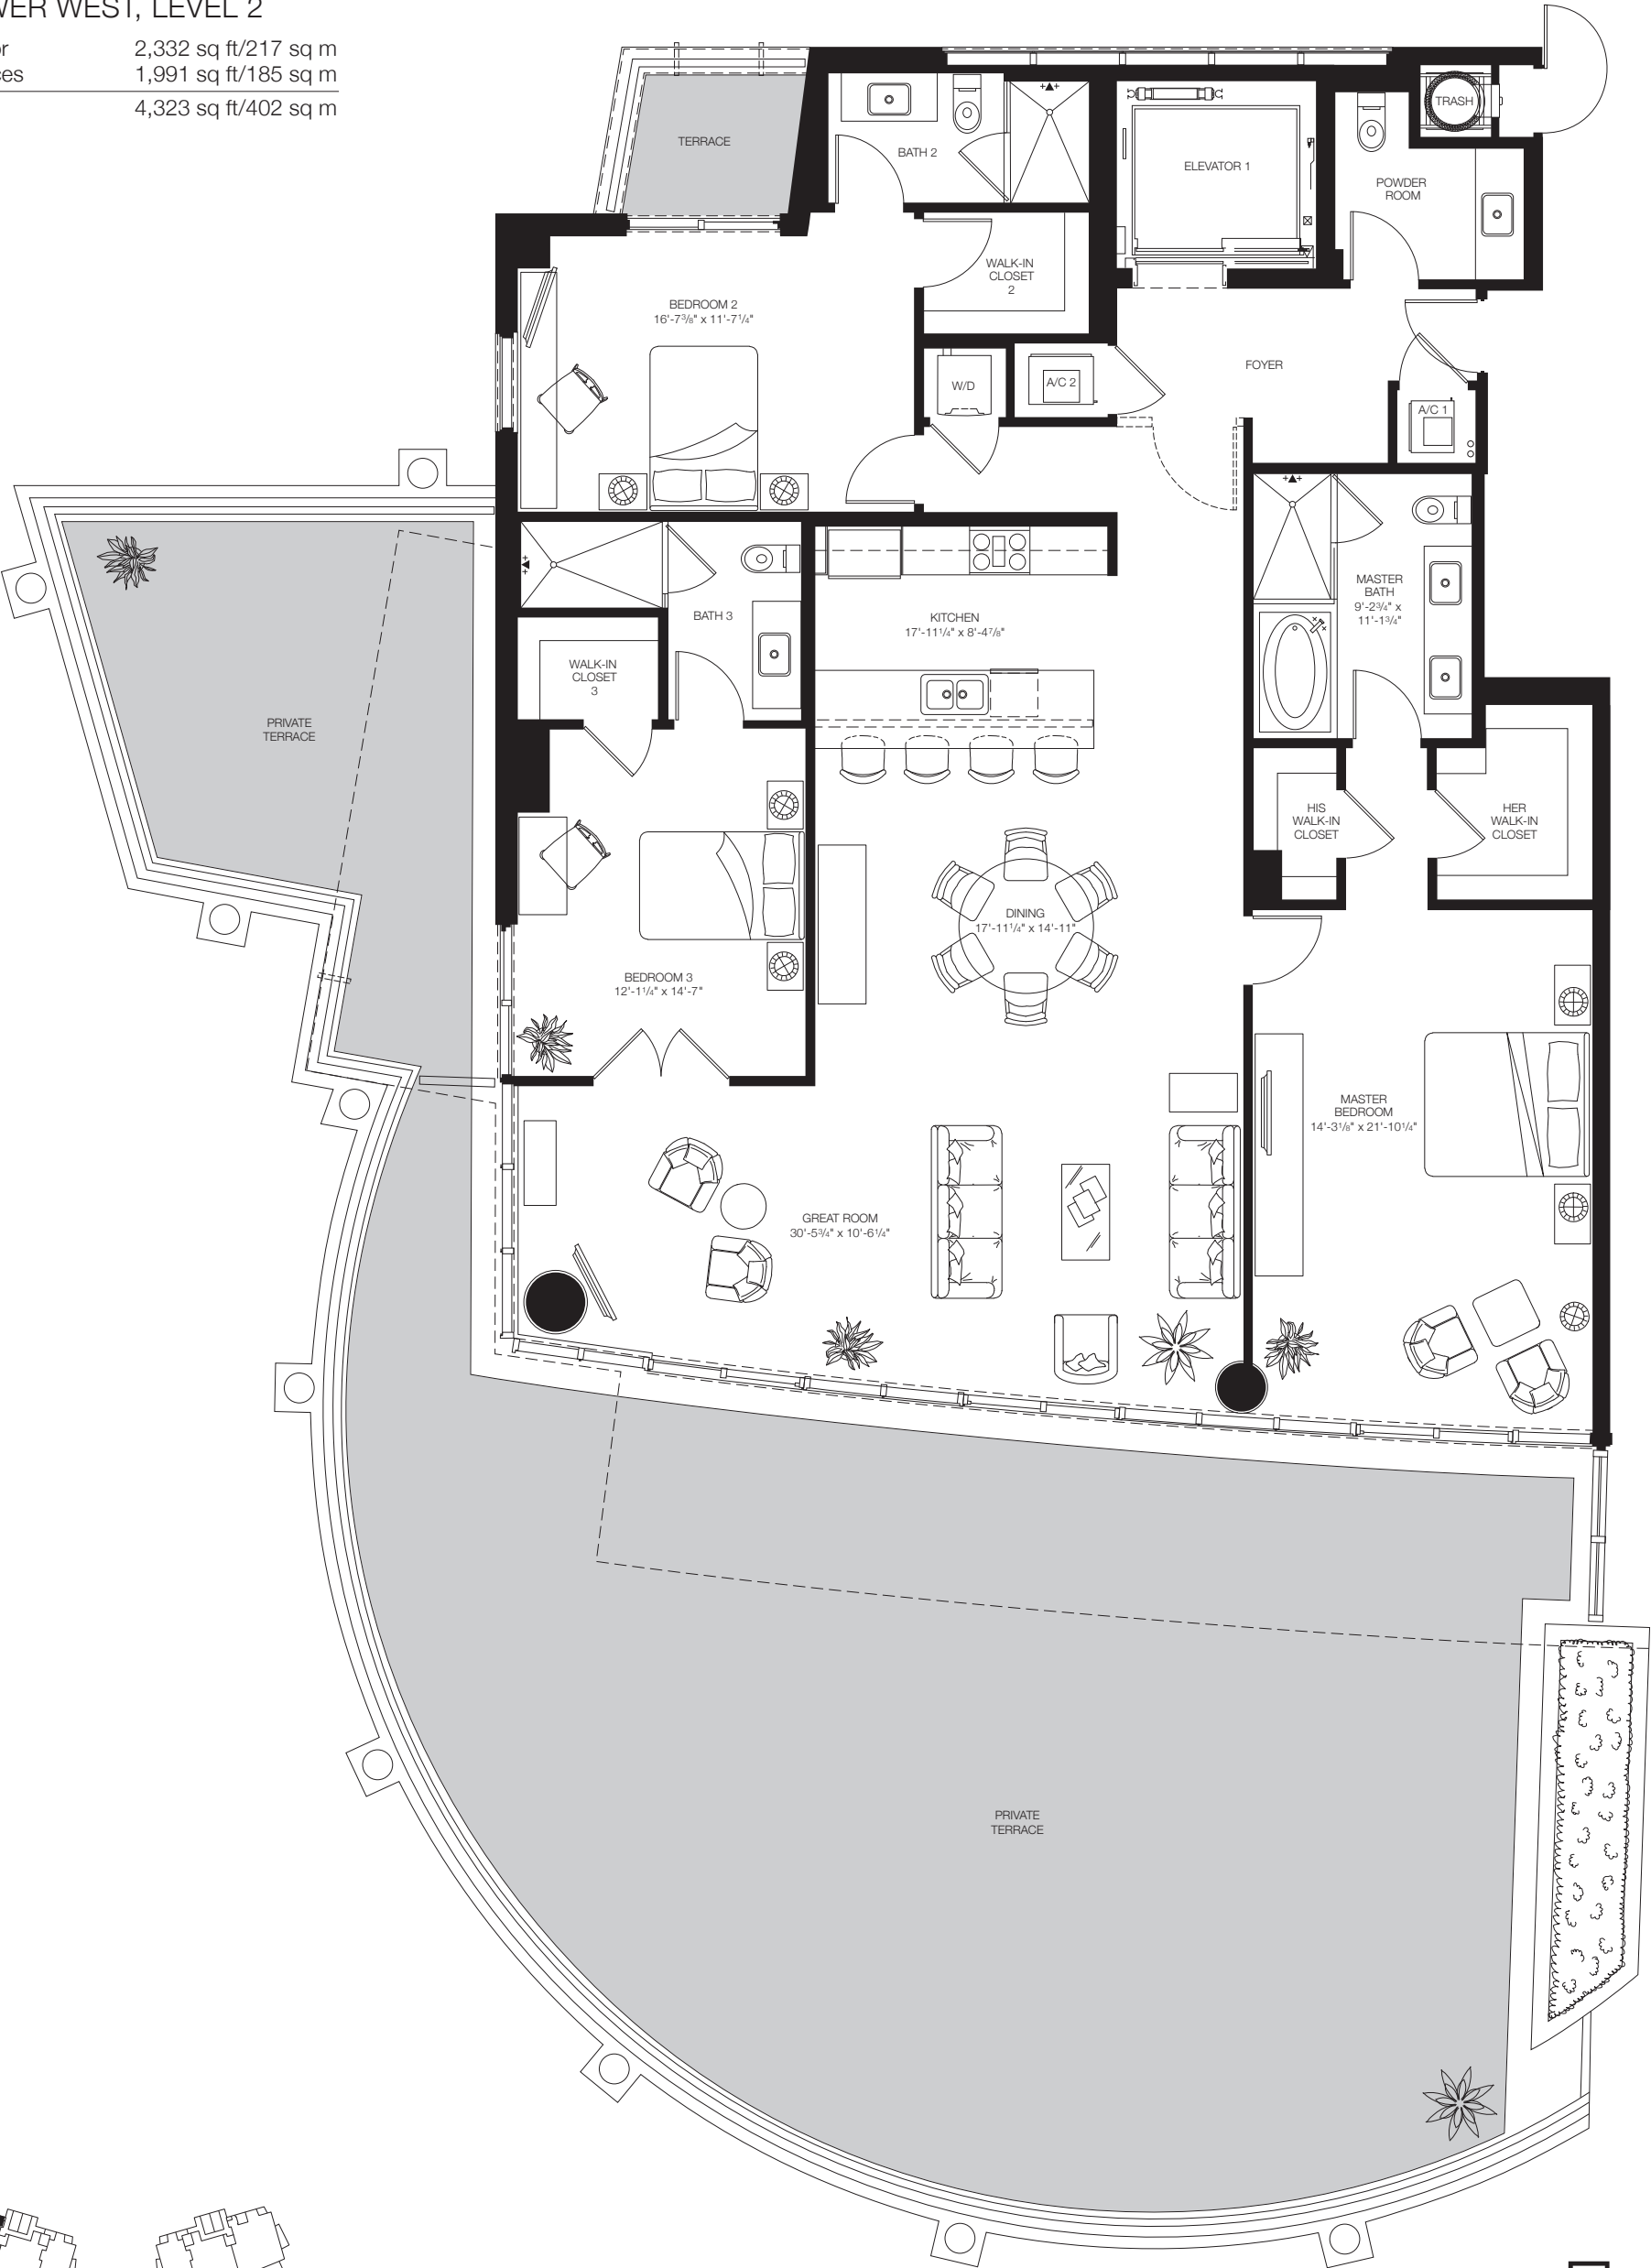 WEST, LEVEL 2
2,332 sq ft/217 sq m
1,991 sq ft/185 sq m
4,323 sq ft/402 sq m
TERRACE
BATH 2
ELEVATOR 1
TRASH
POWDER
ROOM
WALK-IN
CLOSET
2
BEDROOM 2
16'-7⅜" x 11'-7¼"
W/D
A/C 2
FOYER
A/C 1
BATH 3
KITCHEN
17'-11¼" x 8'-4⅞"
MASTER
BATH
9'-2¾" x
11'-1¾"
WALK-IN
CLOSET
3
PRIVATE
TERRACE
HIS
WALK-IN
CLOSET
HER
WALK-IN
CLOSET
DINING
17'-11¼" x 14'-11"
BEDROOM 3
12'-1¼" x 14'-7"
MASTER
BEDROOM
14'-3⅛" x 21'-10¼"
GREAT ROOM
30'-5¾" x 10'-6¼"
PRIVATE
TERRACE